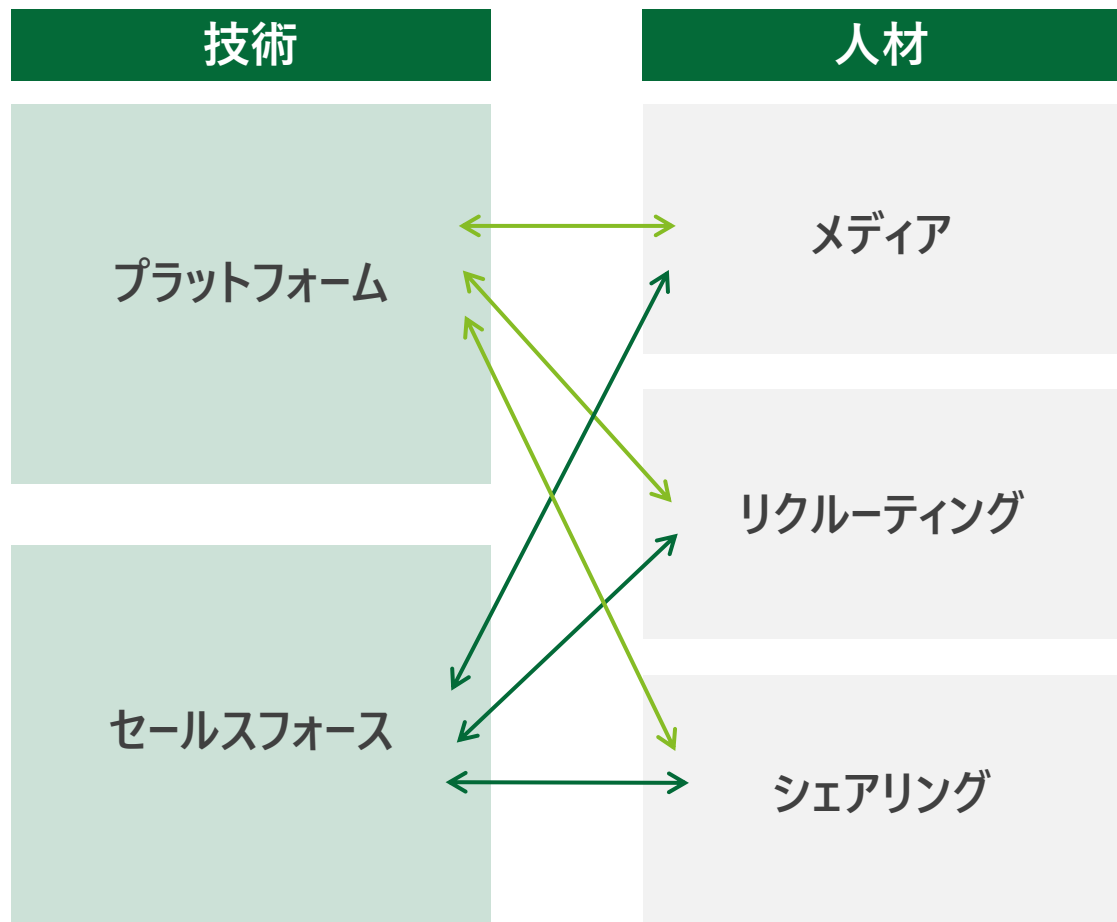 技術
人材
プラットフォーム
セールスフォース
メディア
リクルーティング
シェアリング